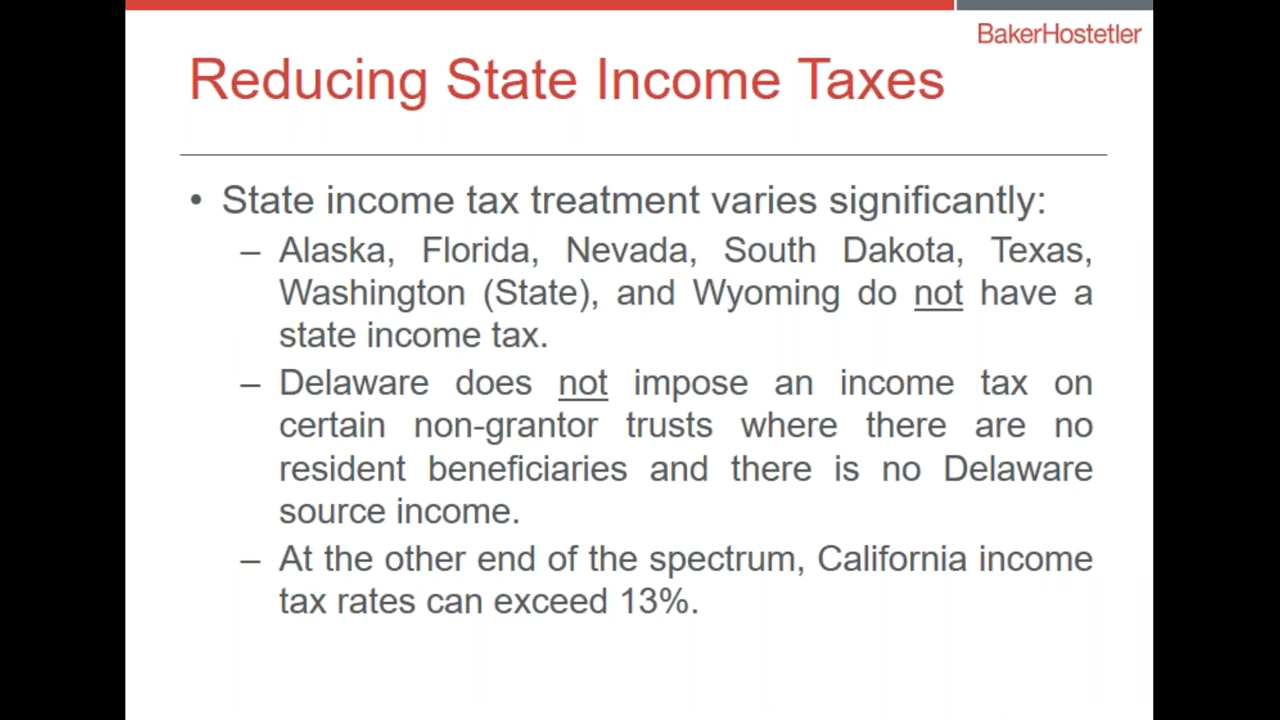 BakerHostetler
Reducing State Income Taxes
• State income tax treatment varies significantly:
– Alaska, Florida, Nevada, South Dakota, Texas,
Washington (State), and Wyoming do not have a
state income tax.
– Delaware does not impose an income tax on
certain non-grantor trusts where there are no
resident beneficiaries and there is no Delaware
source income.
– At the other end of the spectrum, California income
tax rates can exceed 13%.